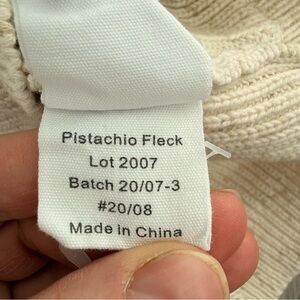 Pistachio Fleck
Lot 2007
Batch 20/07-3
#20/08
Made in China